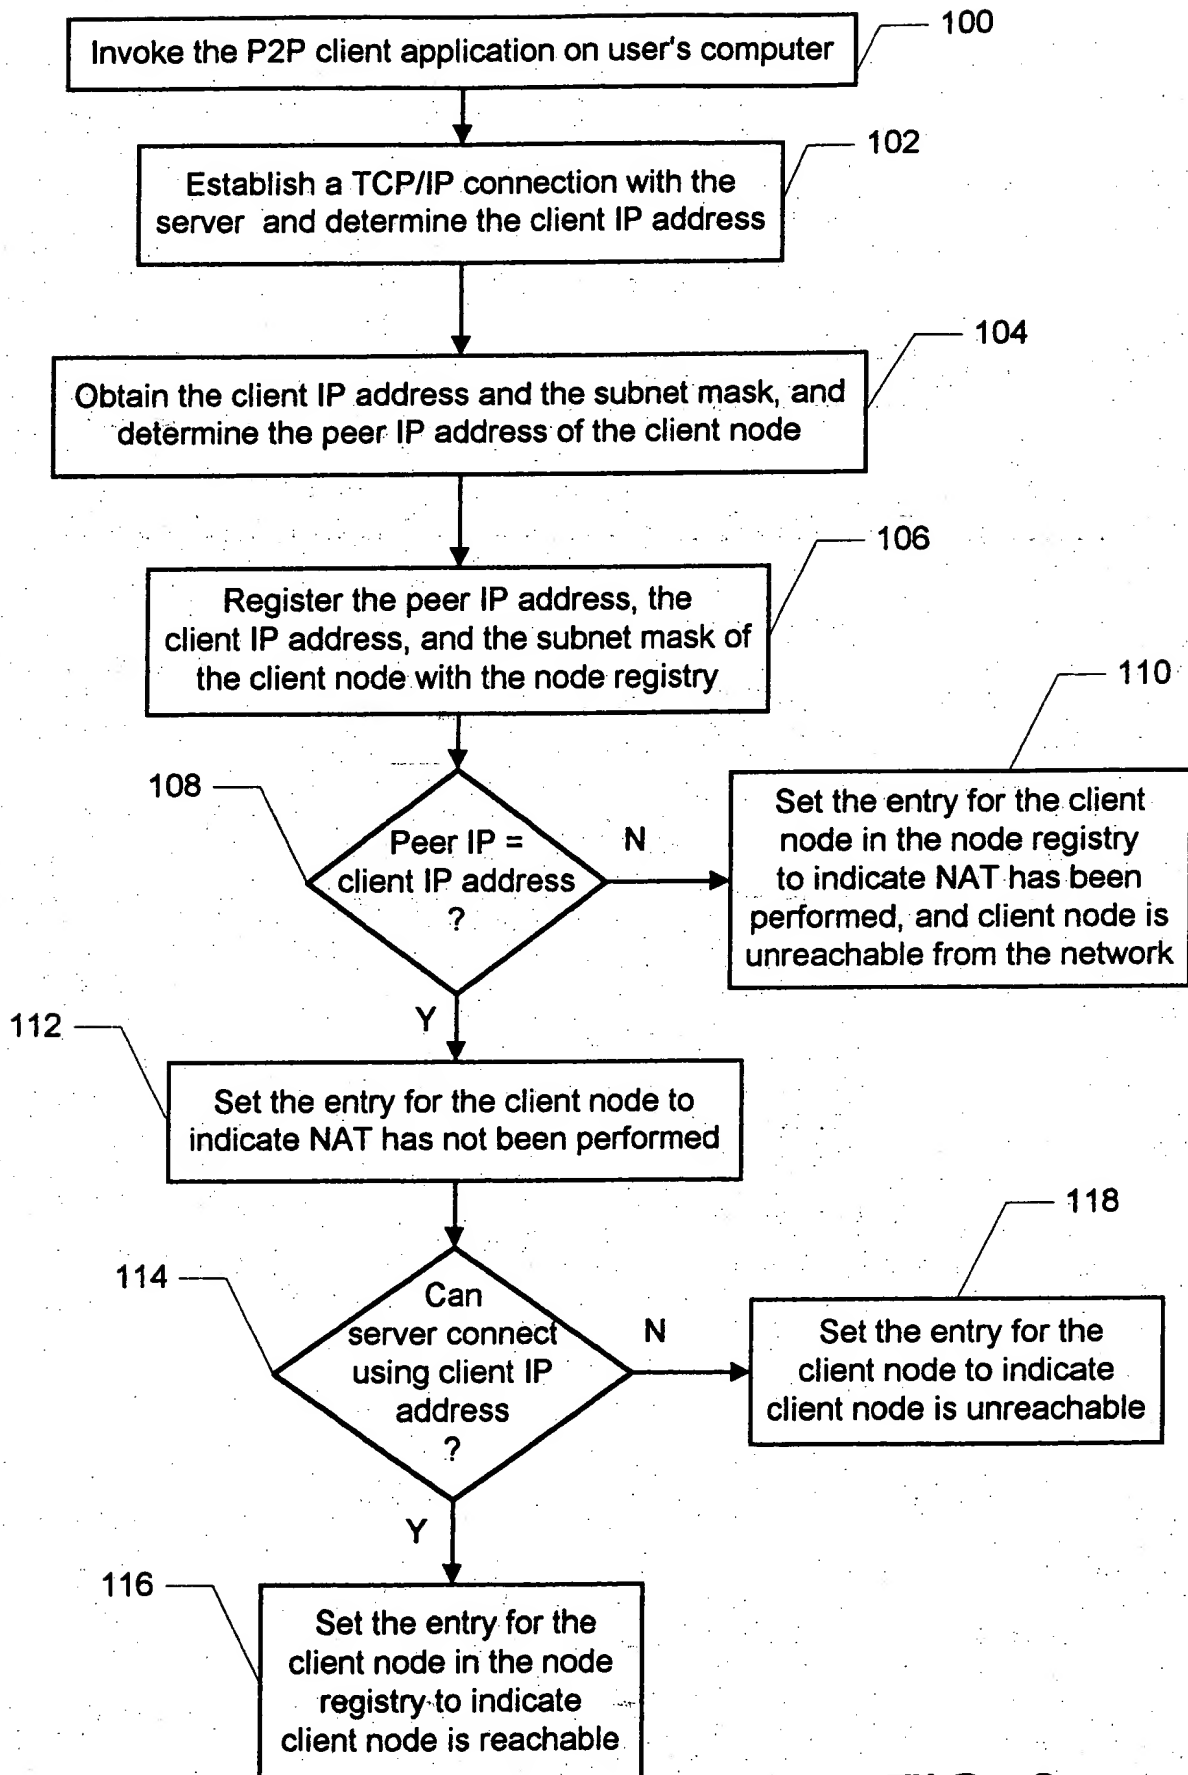 100
Invoke the P2P client application on user's computer
102
Establish a TCP/IP connection with the
server and determine the client IP address
104
Obtain the client IP address and the subnet mask, and
determine the peer IP address of the client node
106
Register the peer IP address, the
client IP address, and the subnet mask of
the client node with the node registry
108
Peer IP =
client IP address
?
N
110
Set the entry for the client
node in the node registry
to indicate NAT has been
performed, and client node is
unreachable from the network
Y
112
Set the entry for the client node to
indicate NAT has not been performed
114
Can
server connect
using client IP
address
?
N
118
Set the entry for the
client node to indicate
client node is unreachable
Y
116
Set the entry for the
client node in the node
registry to indicate
client node is reachable